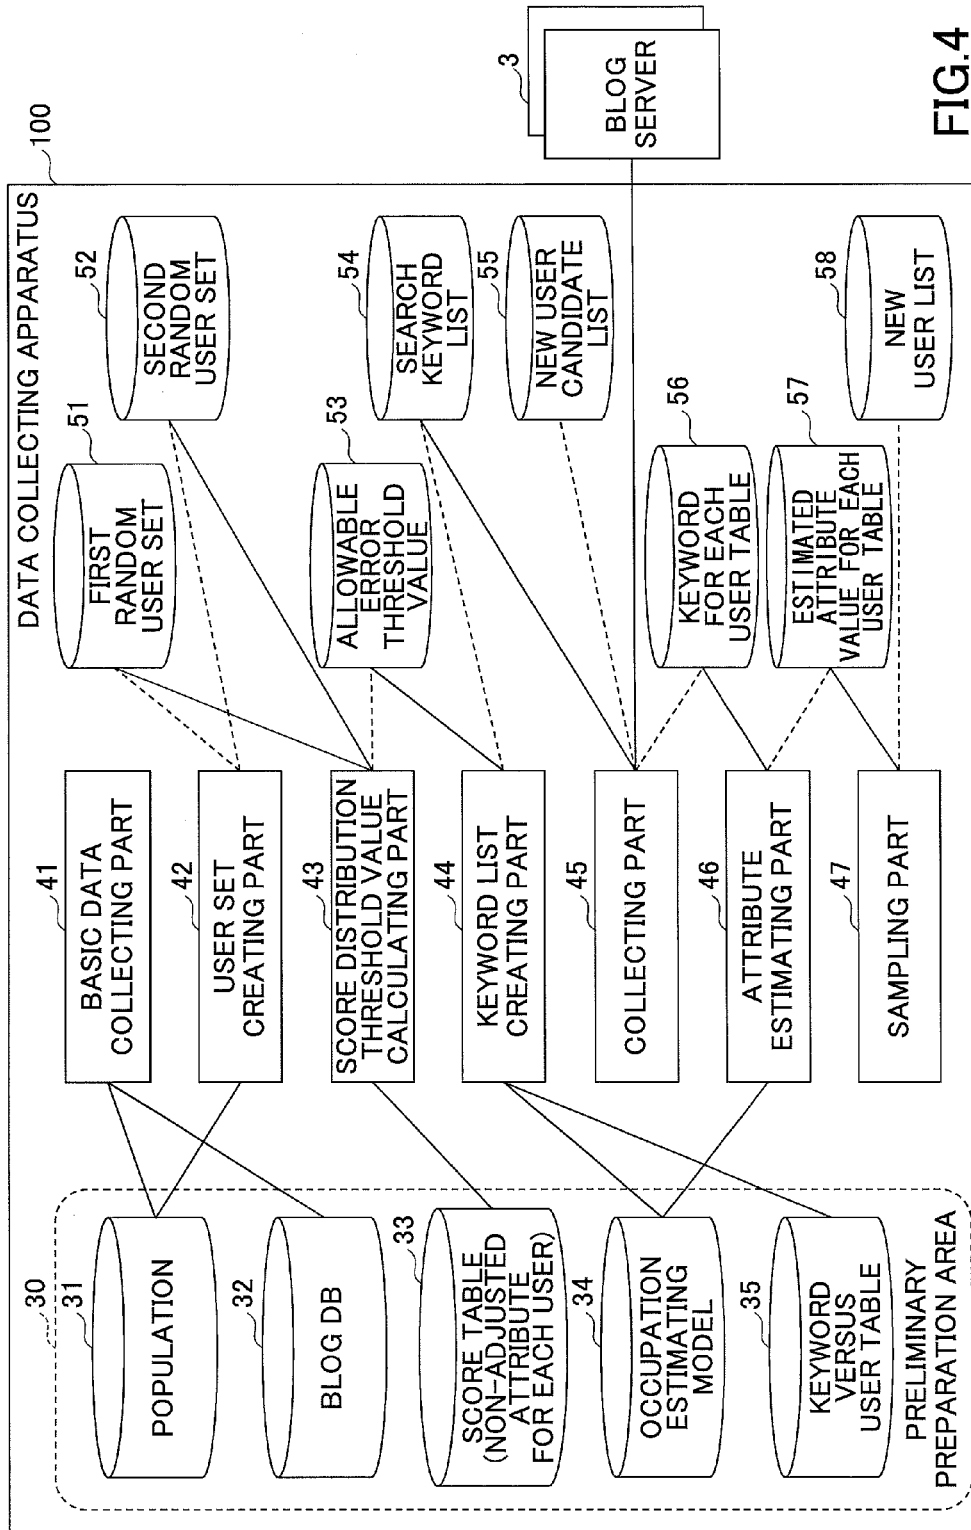 DATA COLLECTING APPARATUS
100
30
31
POPULATION
32
BLOG DB
33
SCORE TABLE
(NON-ADJUSTED
ATTRIBUTE
FOR EACH USER)
34
OCCUPATION
ESTIMATING
MODEL
35
KEYWORD
VERSUS
USER TABLE
PRELIMINARY
PREPARATION AREA
41
BASIC DATA
COLLECTING PART
42
USER SET
CREATING PART
43
SCORE DISTRIBUTION
THRESHOLD VALUE
CALCULATING PART
44
KEYWORD LIST
CREATING PART
45
COLLECTING PART
46
ATTRIBUTE
ESTIMATING PART
47
SAMPLING PART
51
FIRST
RANDOM
USER SET
52
SECOND
RANDOM
USER SET
53
ALLOWABLE
ERROR
THRESHOLD
VALUE
54
SEARCH
KEYWORD
LIST
55
NEW USER
CANDIDATE
LIST
56
KEYWORD
FOR EACH
USER TABLE
57
ESTIMATED
ATTRIBUTE
VALUE FOR EACH
USER TABLE
58
NEW
USER LIST
3
BLOG
SERVER
FIG.4